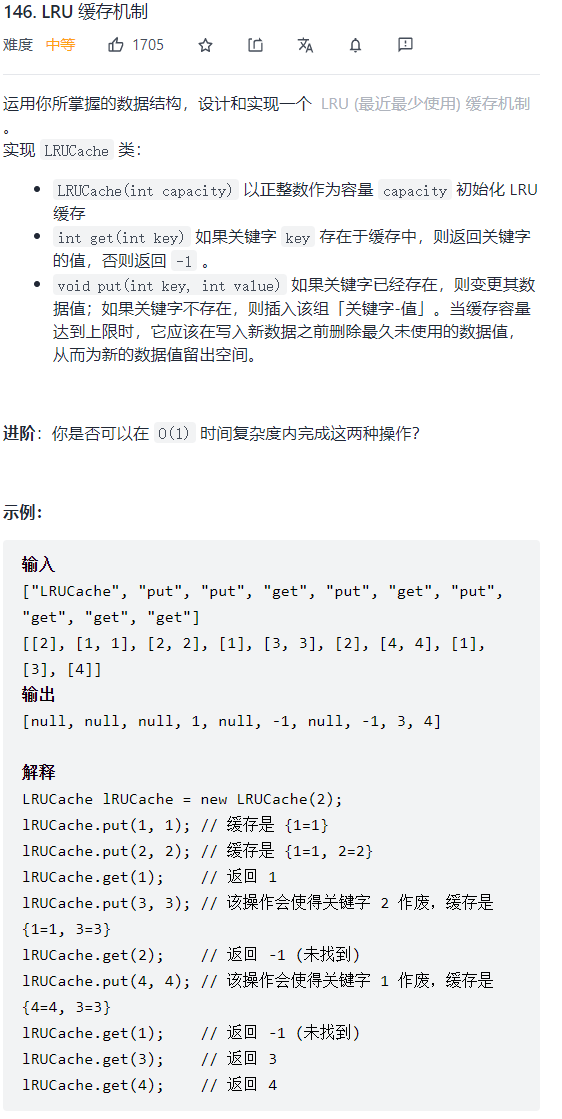 146. LRU 缓存机制
难度 中等 1705
运用你所掌握的数据结构，设计和实现一个 LRU (最近最少使用) 缓存机制
。
实现 LRUCache 类：
LRUCache(int capacity) 以正整数作为容量 capacity 初始化 LRU
缓存
int get(int key) 如果关键字 key 存在于缓存中，则返回关键字
的值，否则返回 -1 。
void put(int key, int value) 如果关键字已经存在，则变更其数
据值；如果关键字不存在，则插入该组「关键字-值」。当缓存容量
达到上限时，它应该在写入新数据之前删除最久未使用的数据值，
从而为新的数据值留出空间。
进阶：你是否可以在 O(1) 时间复杂度内完成这两种操作？
示例：
输入
["LRUCache", "put", "put", "get", "put", "get", "put",
"get", "get", "get"]
[[2], [1, 1], [2, 2], [1], [3, 3], [2], [4, 4], [1],
[3], [4]]
输出
[null, null, null, 1, null, -1, null, -1, 3, 4]
解释
LRUCache lRUCache = new LRUCache(2);
lRUCache.put(1, 1); // 缓存是 {1=1}
lRUCache.put(2, 2); // 缓存是 {1=1, 2=2}
lRUCache.get(1);    // 返回 1
lRUCache.put(3, 3); // 该操作会使得关键字 2 作废，缓存是
{1=1, 3=3}
lRUCache.get(2);    // 返回 -1 (未找到)
lRUCache.put(4, 4); // 该操作会使得关键字 1 作废，缓存是
{4=4, 3=3}
lRUCache.get(1);    // 返回 -1 (未找到)
lRUCache.get(3);    // 返回 3
lRUCache.get(4);    // 返回 4